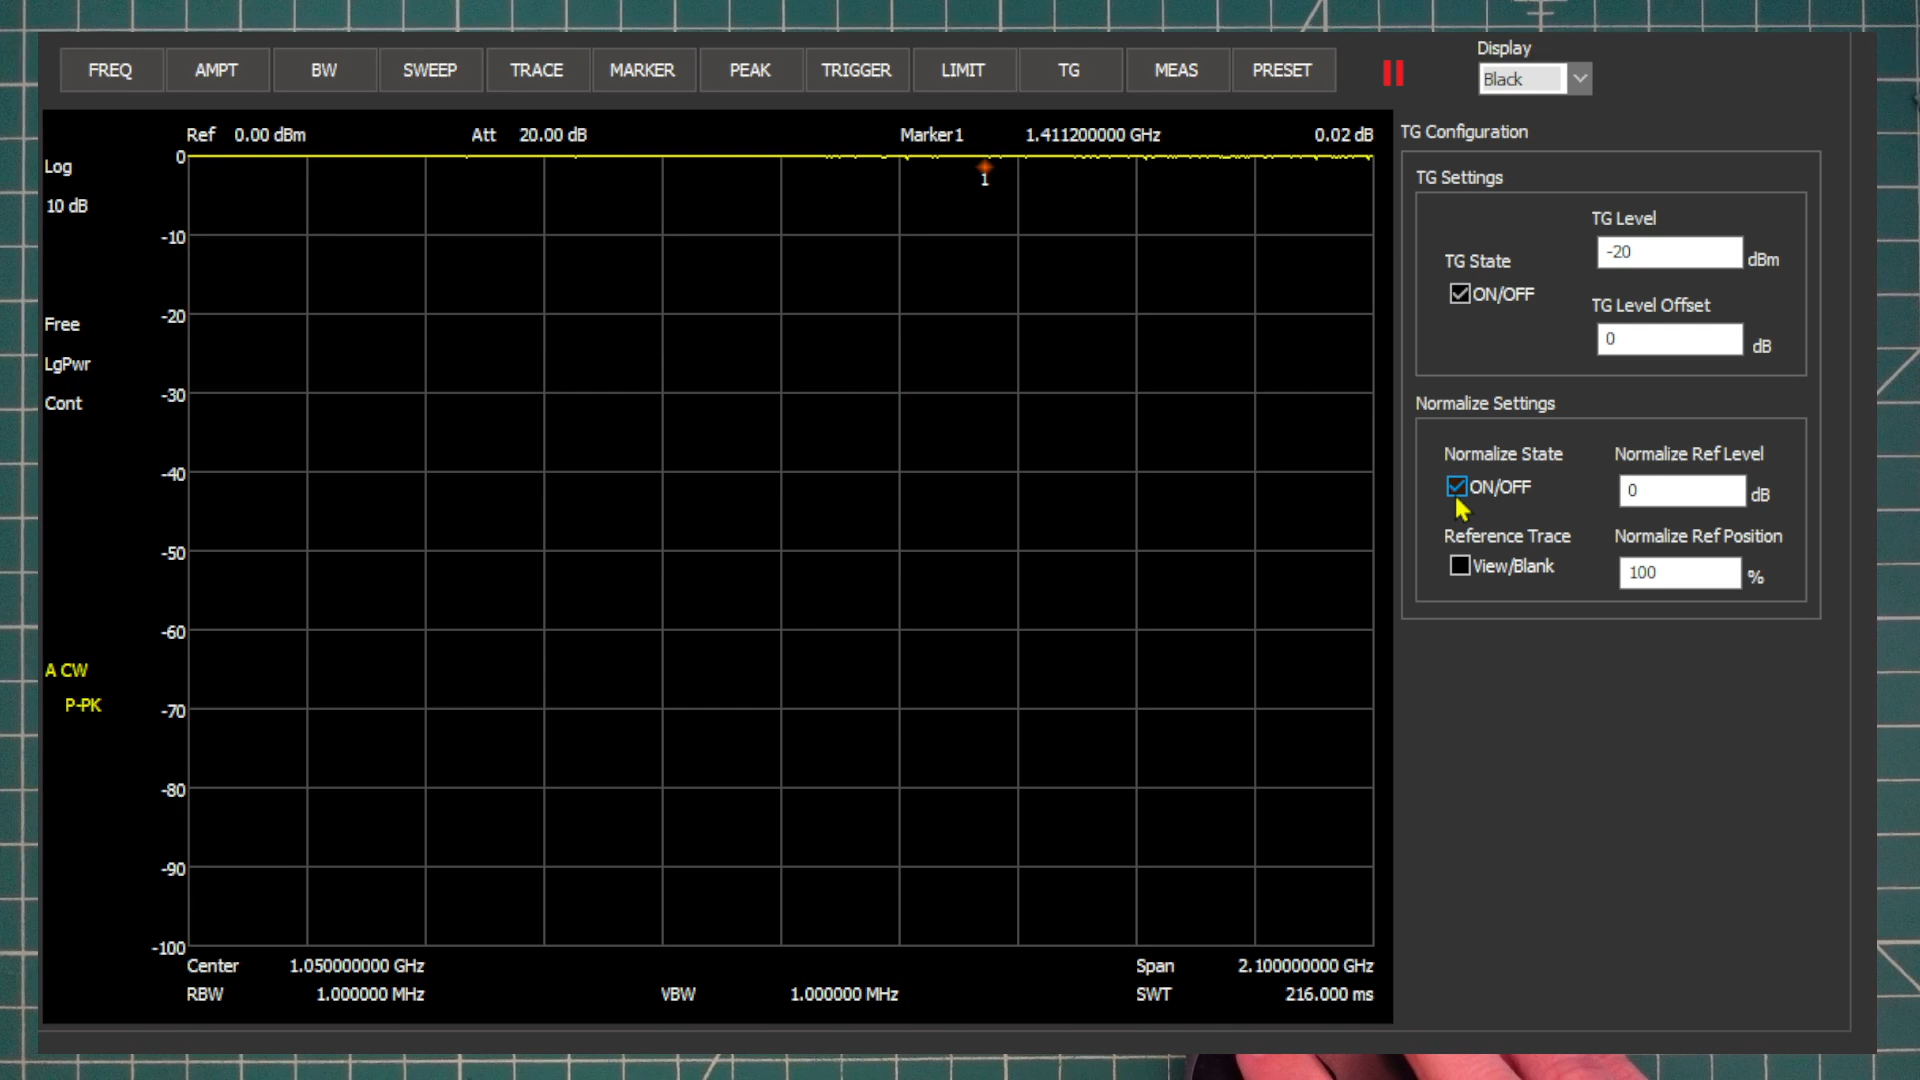 Display
FREQ AMPT BW SWEEP TRACE MARKER PEAK TRIGGER LIMIT TG MEAS PRESET
Black
Ref 0.00 dBm Att 20.00 dB Marker1 1.411200000 GHz 0.02 dB
Log
10 dB
Free
LgPwr
Cont
A CW
P-PK
0
-10
-20
-30
-40
-50
-60
-70
-80
-90
-100
1
Center 1.050000000 GHz Span 2.100000000 GHz
RBW 1.000000 MHz VBW 1.000000 MHz SWT 216.000 ms
TG Configuration
TG Settings
TG Level
-20 dBm
TG State
ON/OFF
TG Level Offset
0 dB
Normalize Settings
Normalize State Normalize Ref Level
ON/OFF 0 dB
Reference Trace Normalize Ref Position
View/Blank 100 %